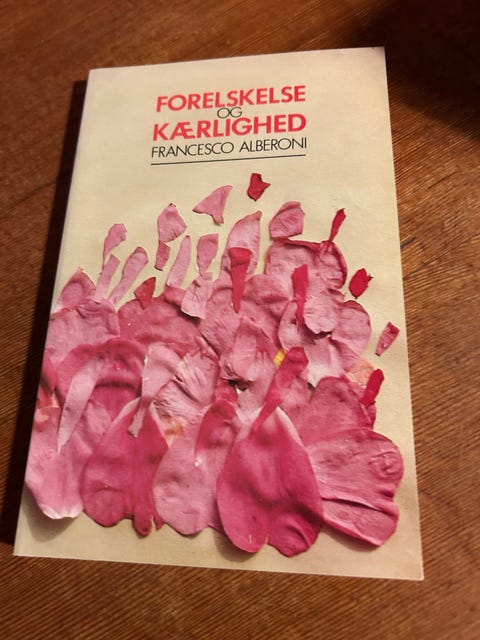 FORELSKELSE
OG
KÆRLIGHED
FRANCESCO ALBERONI